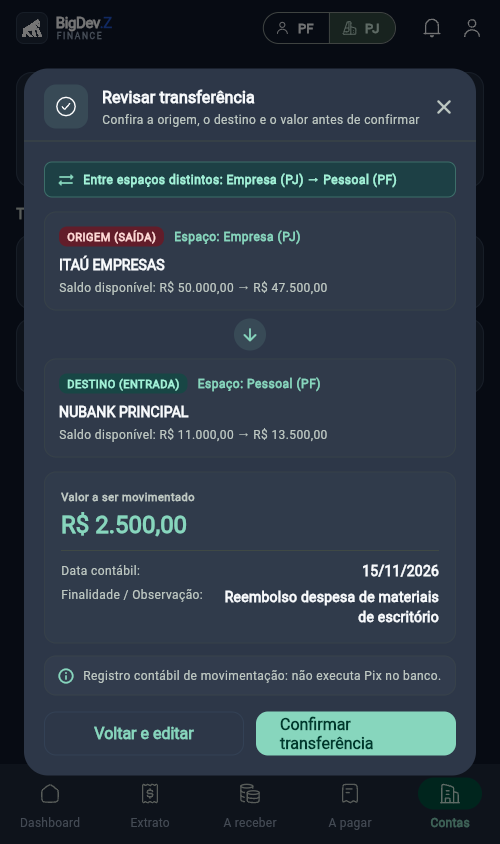 BigDev.Z
FINANCE
PF
PJ
Revisar transferência
Confira a origem, o destino e o valor antes de confirmar
Entre espaços distintos: Empresa (PJ) → Pessoal (PF)
ORIGEM (SAÍDA) Espaço: Empresa (PJ)
ITAÚ EMPRESAS
Saldo disponível: R$ 50.000,00 → R$ 47.500,00
DESTINO (ENTRADA) Espaço: Pessoal (PF)
NUBANK PRINCIPAL
Saldo disponível: R$ 11.000,00 → R$ 13.500,00
Valor a ser movimentado
R$ 2.500,00
Data contábil: 15/11/2026
Finalidade / Observação: Reembolso despesa de materiais
de escritório
Registro contábil de movimentação: não executa Pix no banco.
Voltar e editar
Confirmar
transferência
Dashboard
Extrato
A receber
A pagar
Contas